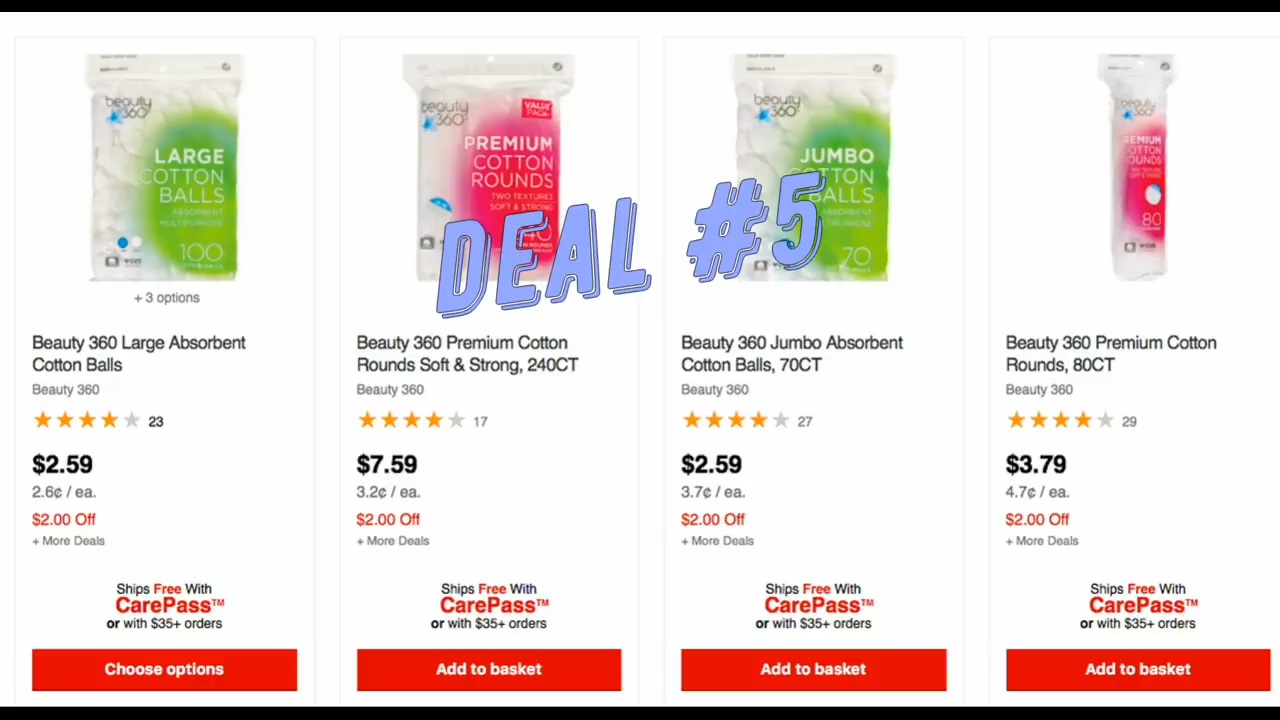 beauty
360°
LARGE
COTTON
BALLS
ABSORBENT
MULTIPURPOSE
100
+ 3 options
Beauty 360 Large Absorbent
Cotton Balls
Beauty 360
23
$2.59
2.6¢ / ea.
$2.00 Off
+ More Deals
Ships Free With
CarePass™
or with $35+ orders
Choose options
beauty
360°
VALUE
PACK
PREMIUM
COTTON
ROUNDS
TWO TEXTURES
SOFT & STRONG
Beauty 360 Premium Cotton
Rounds Soft & Strong, 240CT
Beauty 360
17
$7.59
3.2¢ / ea.
$2.00 Off
+ More Deals
Ships Free With
CarePass™
or with $35+ orders
Add to basket
DEAL #5
beauty
360°
JUMBO
COTTON
BALLS
ABSORBENT
MULTIPURPOSE
70
Beauty 360 Jumbo Absorbent
Cotton Balls, 70CT
Beauty 360
27
$2.59
3.7¢ / ea.
$2.00 Off
+ More Deals
Ships Free With
CarePass™
or with $35+ orders
Add to basket
beauty
360°
PREMIUM
COTTON
ROUNDS
80
Beauty 360 Premium Cotton
Rounds, 80CT
Beauty 360
29
$3.79
4.7¢ / ea.
$2.00 Off
+ More Deals
Ships Free With
CarePass™
or with $35+ orders
Add to basket